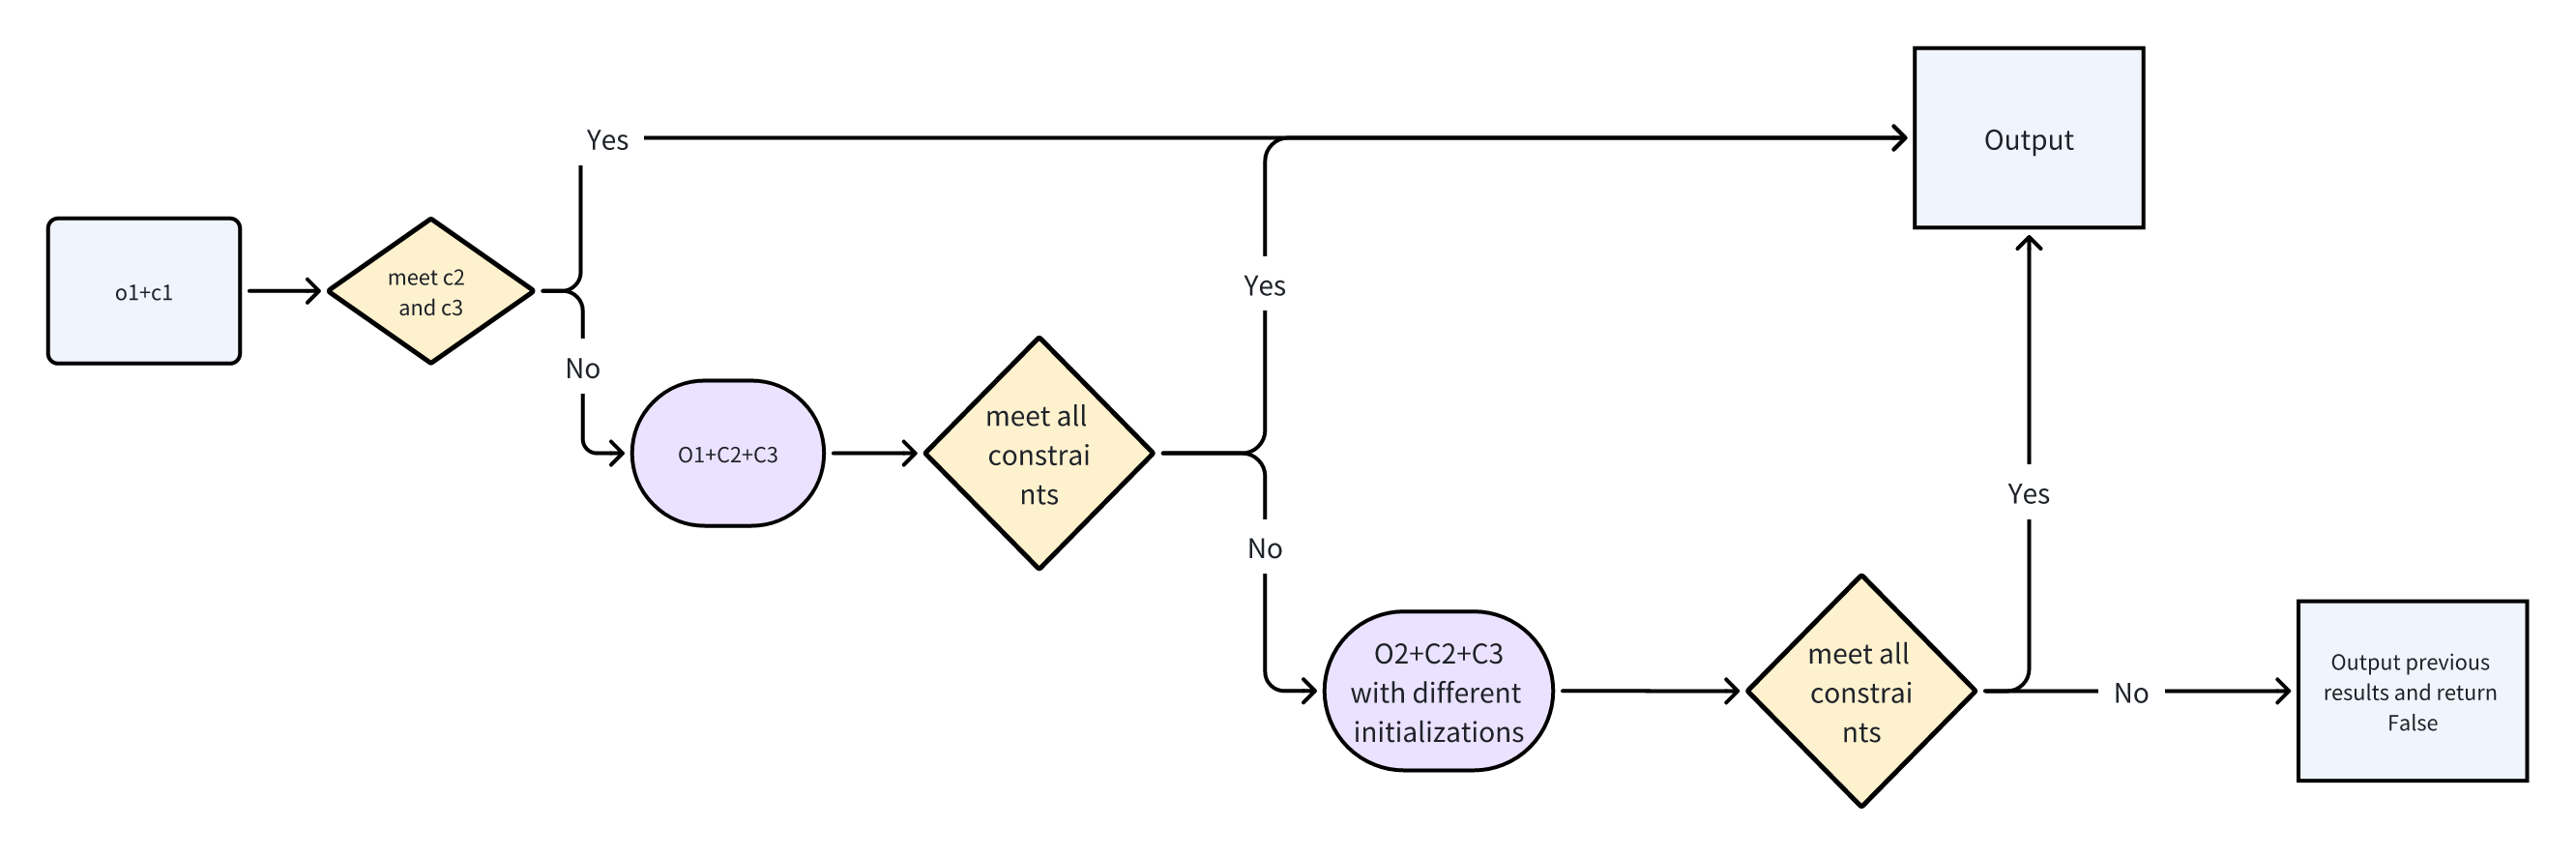 Output
Yes
o1+c1
meet c2
and c3
Yes
No
O1+C2+C3
meet all
constrai
nts
Yes
No
O2+C2+C3
with different
initializations
meet all
constrai
nts
No
Output previous
results and return
False